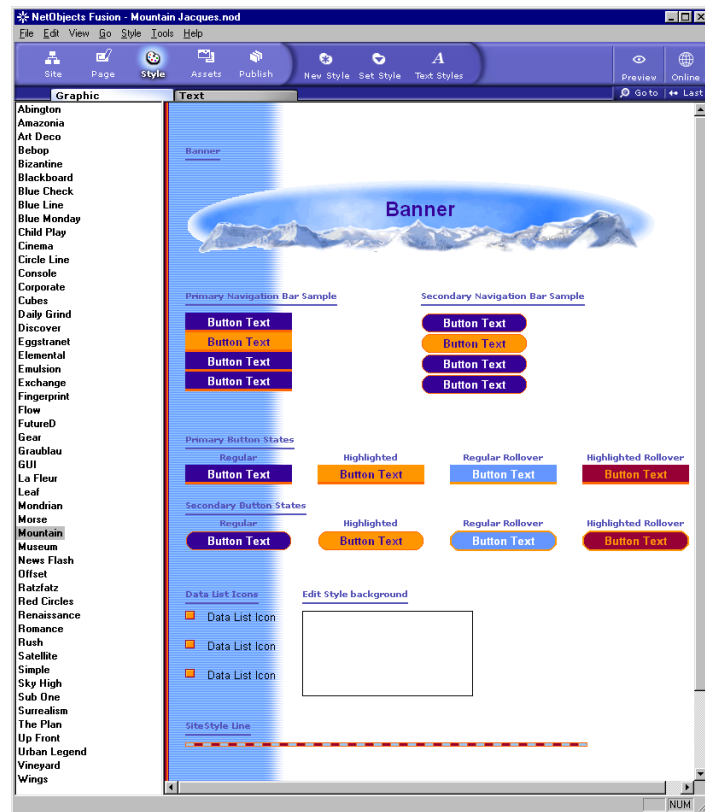 NetObjects Fusion - Mountain Jacques.nod
File Edit View Go Style Tools Help
Site Page Style Assets Publish New Style Set Style Text Styles Preview Online
Graphic Text Go to Last
Abington
Amazonia
Art Deco
Bebop
Bizantine
Blackboard
Blue Check
Blue Line
Blue Monday
Child Play
Cinema
Circle Line
Console
Corporate
Cubes
Daily Grind
Discover
Eggstranet
Elemental
Emulsion
Exchange
Fingerprint
Flow
FutureD
Gear
Graublau
GUI
La Fleur
Leaf
Mondrian
Morse
Mountain
Museum
News Flash
Offset
Ratzfatz
Red Circles
Renaissance
Romance
Rush
Satellite
Simple
Sky High
Sub One
Surrealism
The Plan
Up Front
Urban Legend
Vineyard
Wings
Banner
Banner
Primary Navigation Bar Sample Secondary Navigation Bar Sample
Button Text Button Text
Button Text Button Text
Button Text Button Text
Button Text Button Text
Primary Button States
Regular Highlighted Regular Rollover Highlighted Rollover
Button Text Button Text Button Text Button Text
Secondary Button States
Regular Highlighted Regular Rollover Highlighted Rollover
Button Text Button Text Button Text Button Text
Data List Icons Edit Style background
Data List Icon
Data List Icon
Data List Icon
SiteStyle Line
NUM